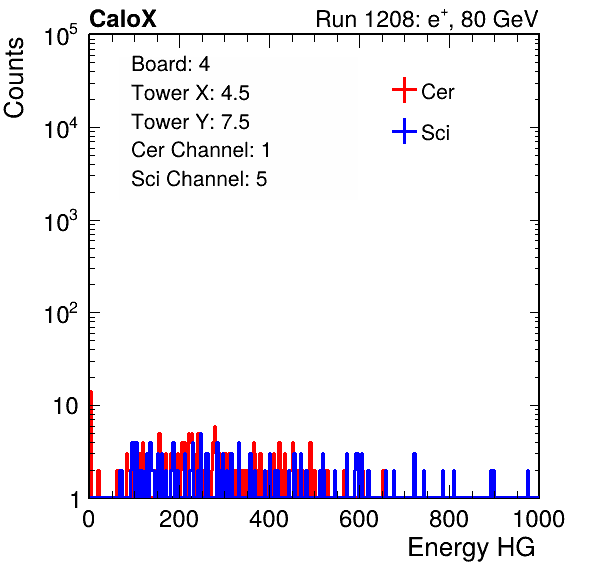 CaloX Run 1208: e⁺, 80 GeV
Counts
Board: 4
Tower X: 4.5
Tower Y: 7.5
Cer Channel: 1
Sci Channel: 5
Cer
Sci
10⁵
10⁴
10³
10²
10
1
0 200 400 600 800 1000
Energy HG